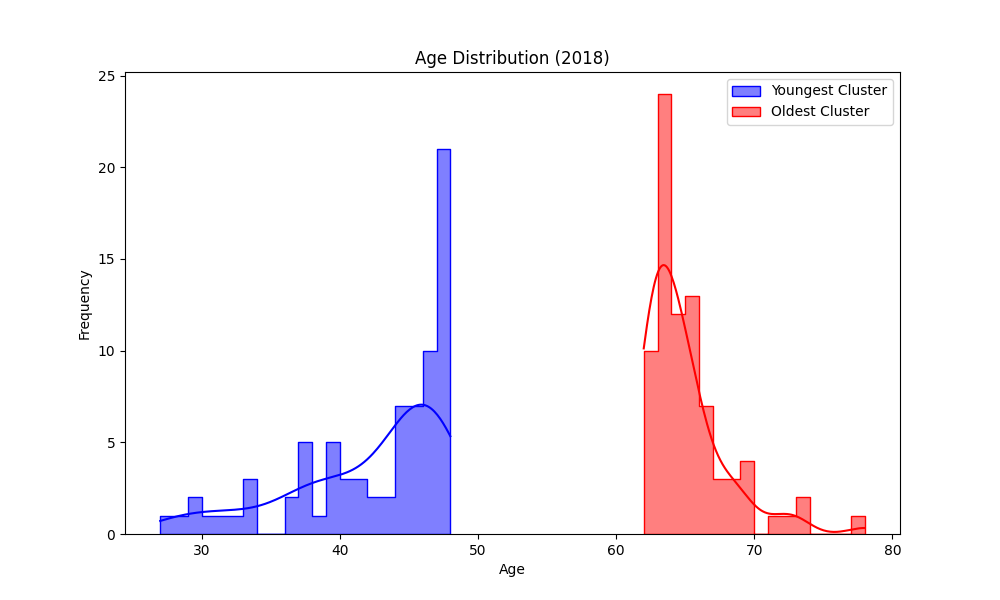 Age Distribution (2018)
Youngest Cluster
Oldest Cluster
25
20
15
10
5
0
Frequency
30 40 50 60 70 80
Age